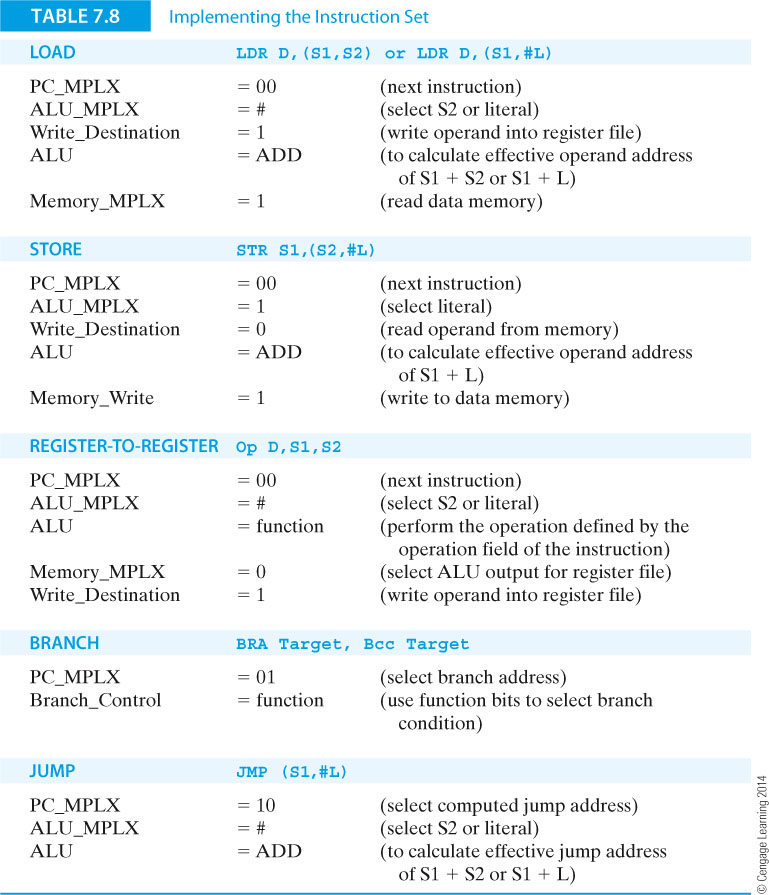 TABLE 7.8 Implementing the Instruction Set
LOAD LDR D,(S1,S2) or LDR D,(S1,#L)
PC_MPLX = 00 (next instruction)
ALU_MPLX = # (select S2 or literal)
Write_Destination = 1 (write operand into register file)
ALU = ADD (to calculate effective operand address
of S1 + S2 or S1 + L)
Memory_MPLX = 1 (read data memory)
STORE STR S1,(S2,#L)
PC_MPLX = 00 (next instruction)
ALU_MPLX = 1 (select literal)
Write_Destination = 0 (read operand from memory)
ALU = ADD (to calculate effective operand address
of S1 + L)
Memory_Write = 1 (write to data memory)
REGISTER-TO-REGISTER Op D,S1,S2
PC_MPLX = 00 (next instruction)
ALU_MPLX = # (select S2 or literal)
ALU = function (perform the operation defined by the
operation field of the instruction)
Memory_MPLX = 0 (select ALU output for register file)
Write_Destination = 1 (write operand into register file)
BRANCH BRA Target, Bcc Target
PC_MPLX = 01 (select branch address)
Branch_Control = function (use function bits to select branch
condition)
JUMP JMP (S1,#L)
PC_MPLX = 10 (select computed jump address)
ALU_MPLX = # (select S2 or literal)
ALU = ADD (to calculate effective jump address
of S1 + S2 or S1 + L)
© Cengage Learning 2014